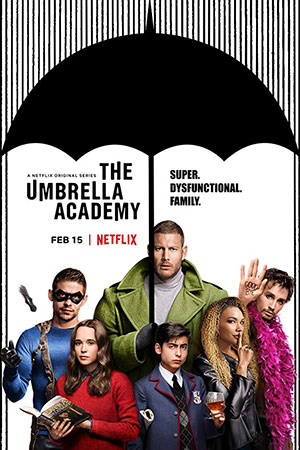 A NETFLIX ORIGINAL SERIES
THE
UMBRELLA
ACADEMY
FEB 15 | NETFLIX
SUPER.
DYSFUNCTIONAL.
FAMILY.